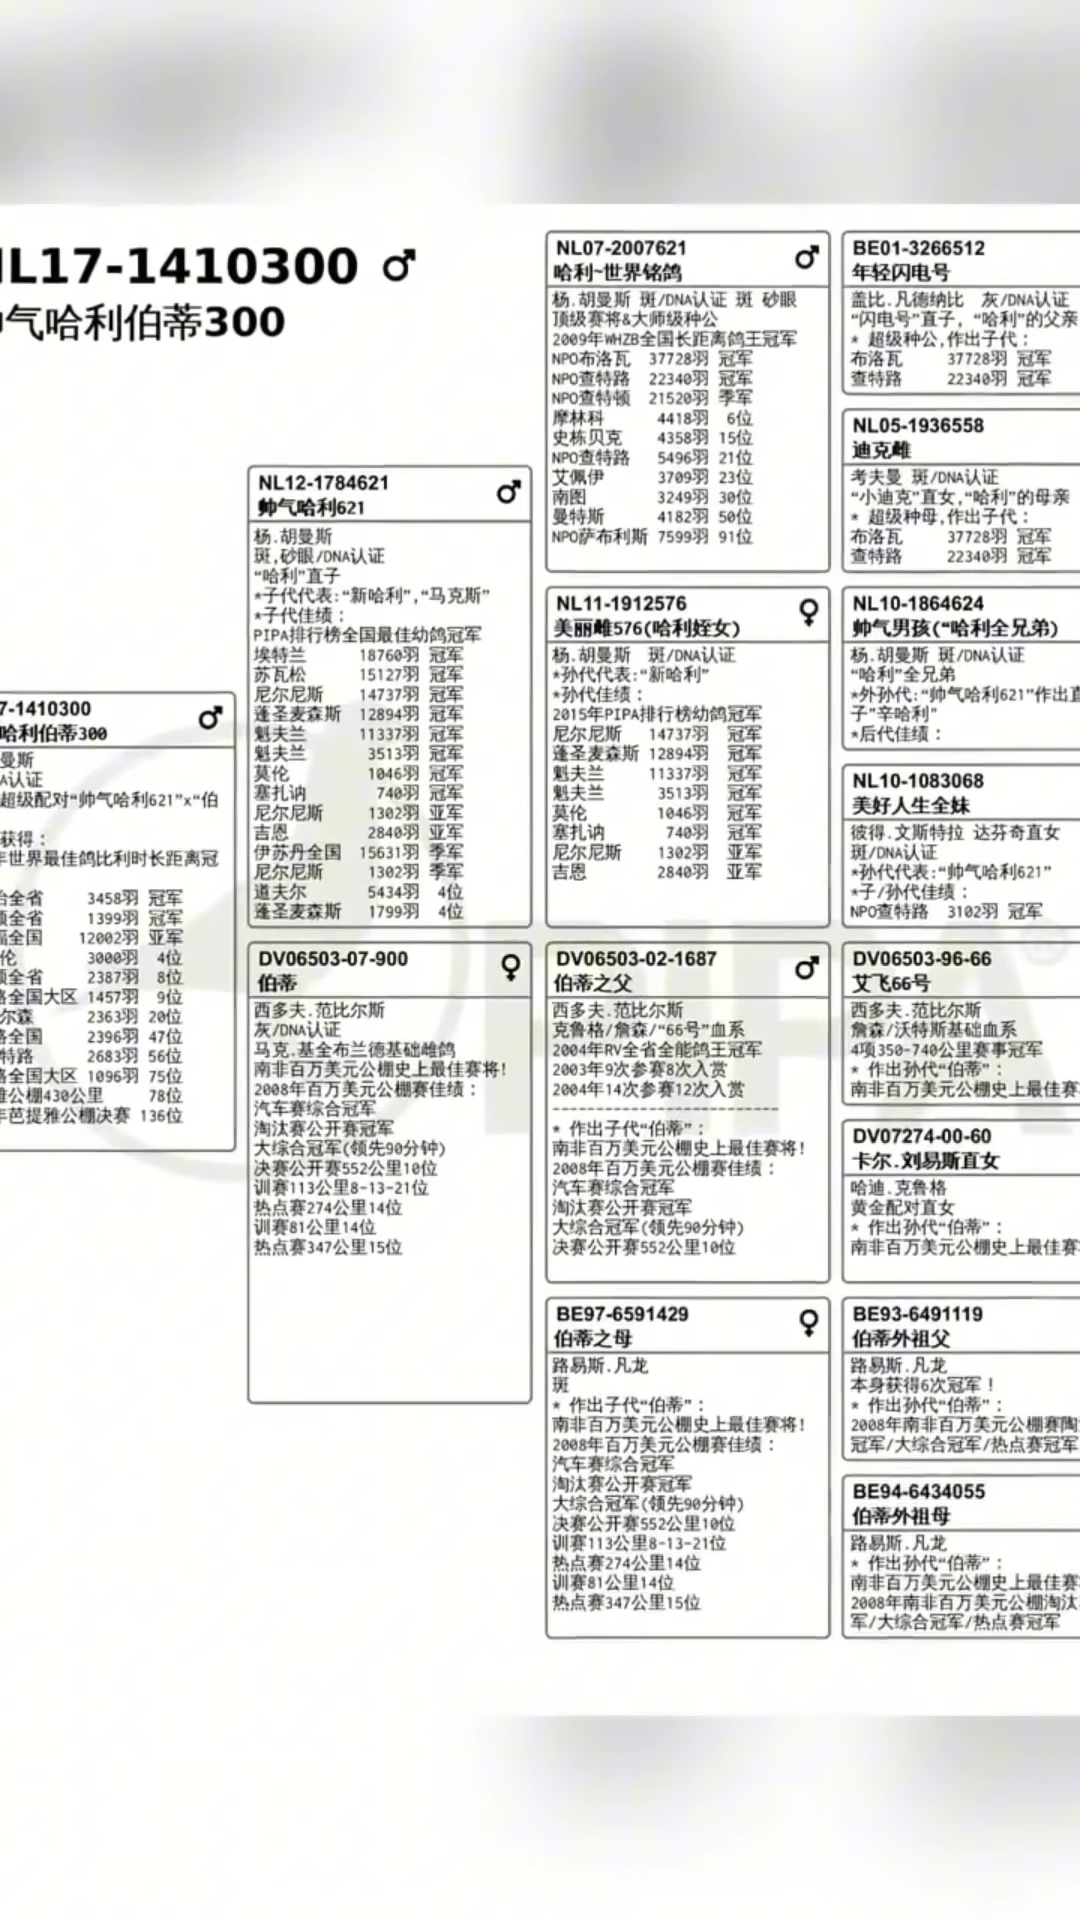 NL17-1410300 ♂
气哈利伯蒂300
7-1410300 ♂
哈利伯蒂300
曼斯
A认证
超级配对“帅气哈利621”x“伯
获得：
年世界最佳鸽比利时长距离冠
全省 3458羽 冠军
全省 1399羽 冠军
全国 12002羽 亚军
伦 3000羽 4位
全省 2387羽 8位
全国大区 1457羽 9位
尔森 2363羽 20位
全国 2396羽 47位
特路 2683羽 56位
全国大区 1096羽 75位
公棚430公里 78位
年芭提雅公棚决赛 136位
NL12-1784621 ♂
帅气哈利621
杨.胡曼斯
斑,砂眼/DNA认证
“哈利”直子
*子代代表:“新哈利”,“马克斯”
*子代佳绩：
PIPA排行榜全国最佳幼鸽冠军
埃特兰 18760羽 冠军
苏瓦松 15127羽 冠军
尼尔尼斯 14737羽 冠军
蓬圣麦森斯 12894羽 冠军
魁夫兰 11337羽 冠军
魁夫兰 3513羽 冠军
莫伦 1046羽 冠军
塞扎讷 740羽 冠军
尼尔尼斯 1302羽 亚军
吉恩 2840羽 亚军
伊苏丹全国 15631羽 季军
尼尔尼斯 1302羽 季军
道夫尔 5434羽 4位
蓬圣麦森斯 1799羽 4位
DV06503-07-900 ♀
伯蒂
西多夫.范比尔斯
灰/DNA认证
马克.基全布兰德基础雌鸽
南非百万美元公棚史上最佳赛将!
2008年百万美元公棚赛佳绩：
汽车赛综合冠军
淘汰赛公开赛冠军
大综合冠军(领先90分钟)
决赛公开赛552公里10位
训赛113公里8-13-21位
热点赛274公里14位
训赛81公里14位
热点赛347公里15位
NL07-2007621 ♂
哈利~世界铭鸽
杨.胡曼斯 斑/DNA认证 斑 砂眼
顶级赛将&大师级种公
2009年WHZB全国长距离鸽王冠军
NPO布洛瓦 37728羽 冠军
NPO查特路 22340羽 冠军
NPO查特顿 21520羽 季军
摩林科 4418羽 6位
史栋贝克 4358羽 15位
NPO查特路 5496羽 21位
艾佩伊 3709羽 23位
南图 3249羽 30位
曼特斯 4182羽 50位
NPO萨布利斯 7599羽 91位
NL11-1912576 ♀
美丽雌576(哈利姪女)
杨.胡曼斯 斑/DNA认证
*孙代代表:“新哈利”
*孙代佳绩：
2015年PIPA排行榜幼鸽冠军
尼尔尼斯 14737羽 冠军
蓬圣麦森斯 12894羽 冠军
魁夫兰 11337羽 冠军
魁夫兰 3513羽 冠军
莫伦 1046羽 冠军
塞扎讷 740羽 冠军
尼尔尼斯 1302羽 亚军
吉恩 2840羽 亚军
DV06503-02-1687 ♂
伯蒂之父
西多夫.范比尔斯
克鲁格/詹森/“66号”血系
2004年RV全省全能鸽王冠军
2003年9次参赛8次入赏
2004年14次参赛12次入赏
--------------------------
* 作出子代“伯蒂”：
南非百万美元公棚史上最佳赛将!
2008年百万美元公棚赛佳绩：
汽车赛综合冠军
淘汰赛公开赛冠军
大综合冠军(领先90分钟)
决赛公开赛552公里10位
BE97-6591429 ♀
伯蒂之母
路易斯.凡龙
斑
* 作出子代“伯蒂”：
南非百万美元公棚史上最佳赛将!
2008年百万美元公棚赛佳绩：
汽车赛综合冠军
淘汰赛公开赛冠军
大综合冠军(领先90分钟)
决赛公开赛552公里10位
训赛113公里8-13-21位
热点赛274公里14位
训赛81公里14位
热点赛347公里15位
BE01-3266512
年轻闪电号
盖比.凡德纳比 灰/DNA认证
“闪电号”直子, “哈利”的父亲
* 超级种公,作出子代：
布洛瓦 37728羽 冠军
查特路 22340羽 冠军
NL05-1936558
迪克雌
考夫曼 斑/DNA认证
“小迪克”直女,“哈利”的母亲
* 超级种母,作出子代：
布洛瓦 37728羽 冠军
查特路 22340羽 冠军
NL10-1864624
帅气男孩(“哈利全兄弟)
杨.胡曼斯 斑/DNA认证
“哈利”全兄弟
*外孙代:“帅气哈利621”作出直
子”辛哈利”
*后代佳绩：
NL10-1083068
美好人生全妹
彼得.文斯特拉 达芬奇直女
斑/DNA认证
*孙代代表:“帅气哈利621”
*子/孙代佳绩：
NPO查特路 3102羽 冠军
DV06503-96-66
艾飞66号
西多夫.范比尔斯
詹森/沃特斯基础血系
4项350-740公里赛事冠军
* 作出孙代“伯蒂”：
南非百万美元公棚史上最佳赛
DV07274-00-60
卡尔.刘易斯直女
哈迪.克鲁格
黄金配对直女
* 作出孙代“伯蒂”：
南非百万美元公棚史上最佳赛
BE93-6491119
伯蒂外祖父
路易斯.凡龙
本身获得6次冠军！
* 作出孙代“伯蒂”：
2008年南非百万美元公棚赛陶
冠军/大综合冠军/热点赛冠军
BE94-6434055
伯蒂外祖母
路易斯.凡龙
* 作出孙代“伯蒂”：
南非百万美元公棚史上最佳赛
2008年南非百万美元公棚淘汰
军/大综合冠军/热点赛冠军
PIPA®